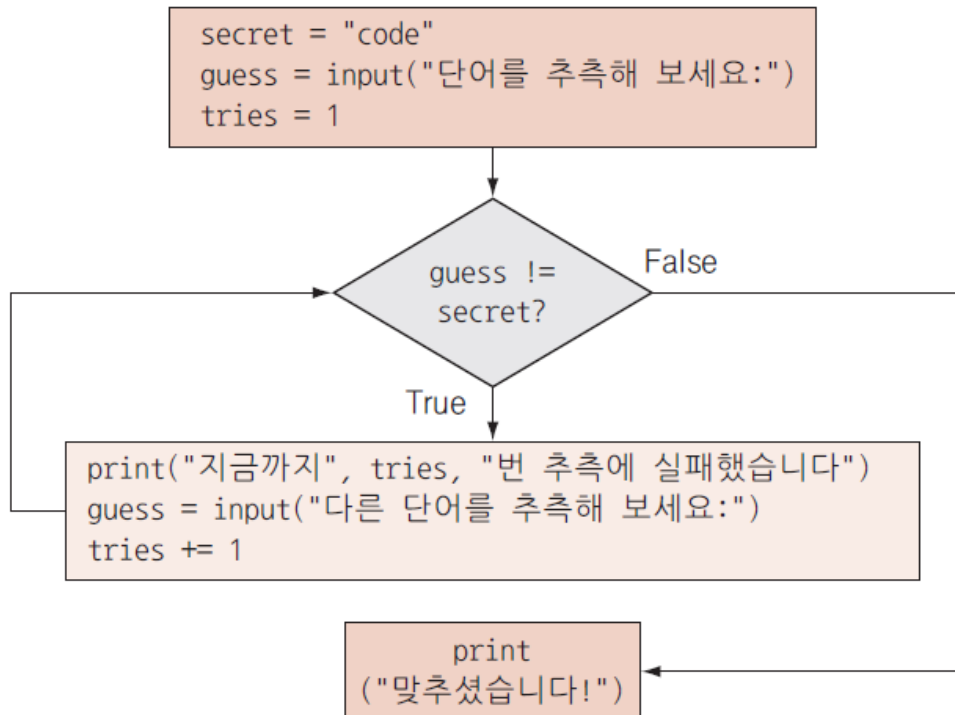 secret = "code"
guess = input("단어를 추측해 보세요:")
tries = 1
guess !=
secret?
False
True
print("지금까지", tries, "번 추측에 실패했습니다")
guess = input("다른 단어를 추측해 보세요:")
tries += 1
print
("맞추셨습니다!")